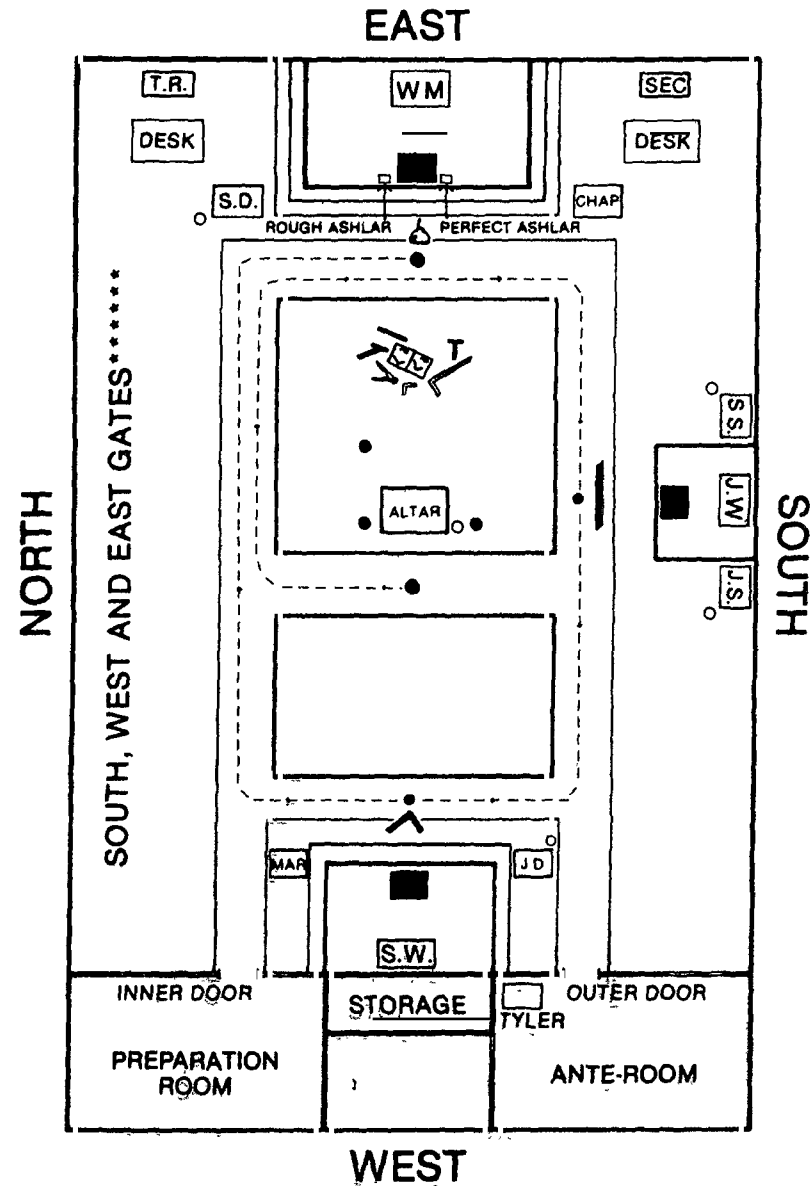 EAST
T.R.
WM
SEC
DESK
DESK
S.D.
CHAP
ROUGH ASHLAR
PERFECT ASHLAR
T
SOUTH, WEST AND EAST GATES******
S.S.
NORTH
J.W
SOUTH
ALTAR
J.S.
MAR
JD
S.W.
INNER DOOR
STORAGE
OUTER DOOR
TYLER
PREPARATION
ROOM
ANTE-ROOM
WEST